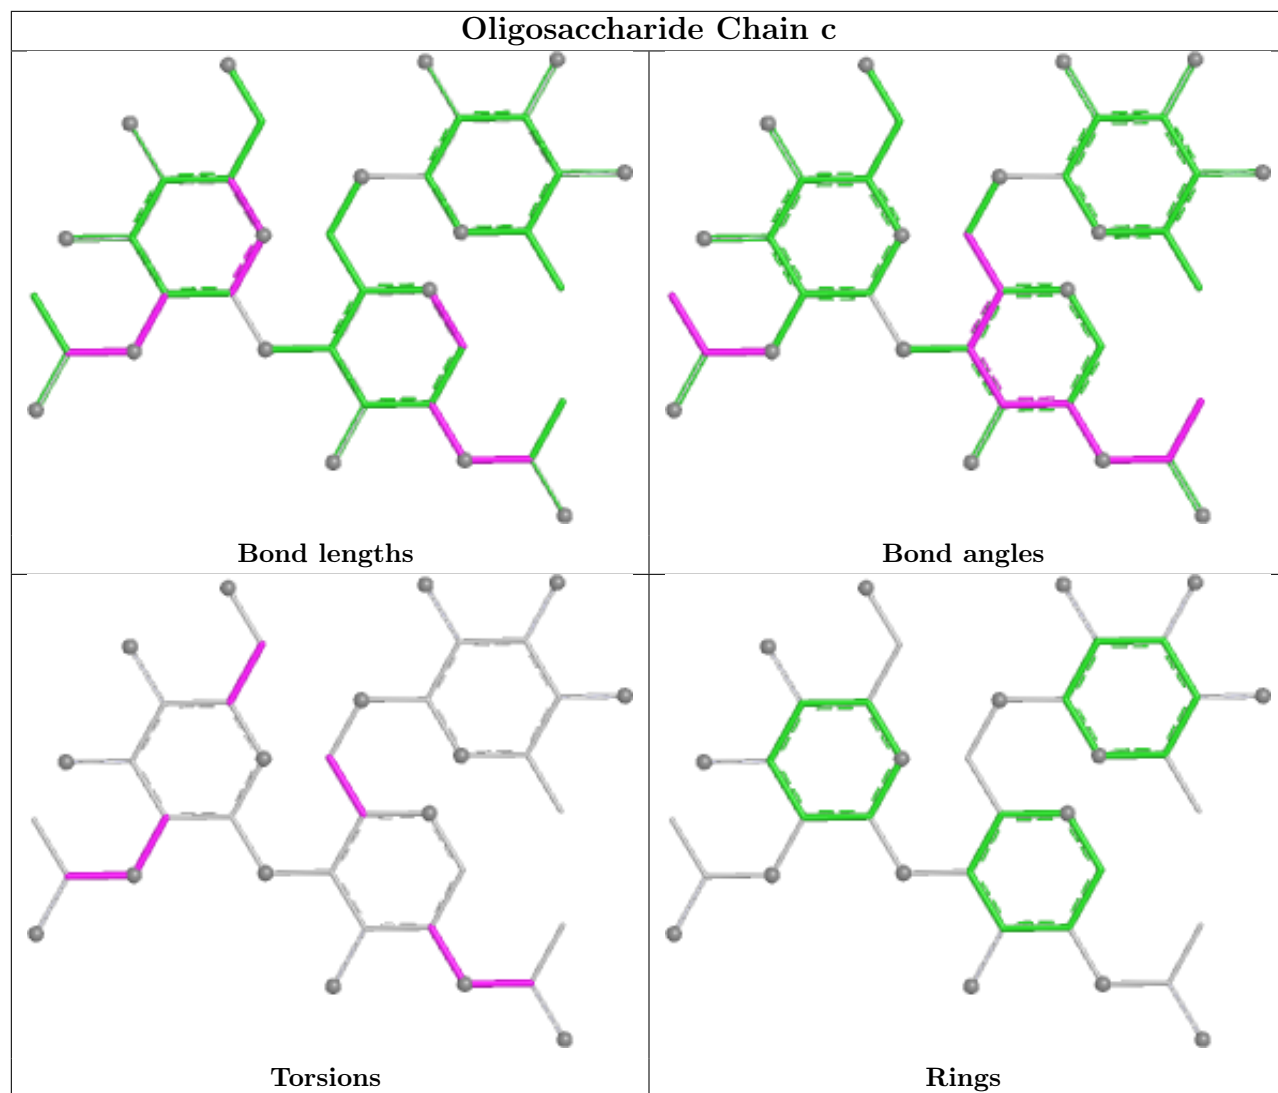 Oligosaccharide Chain c
Bond lengths
Bond angles
Torsions
Rings